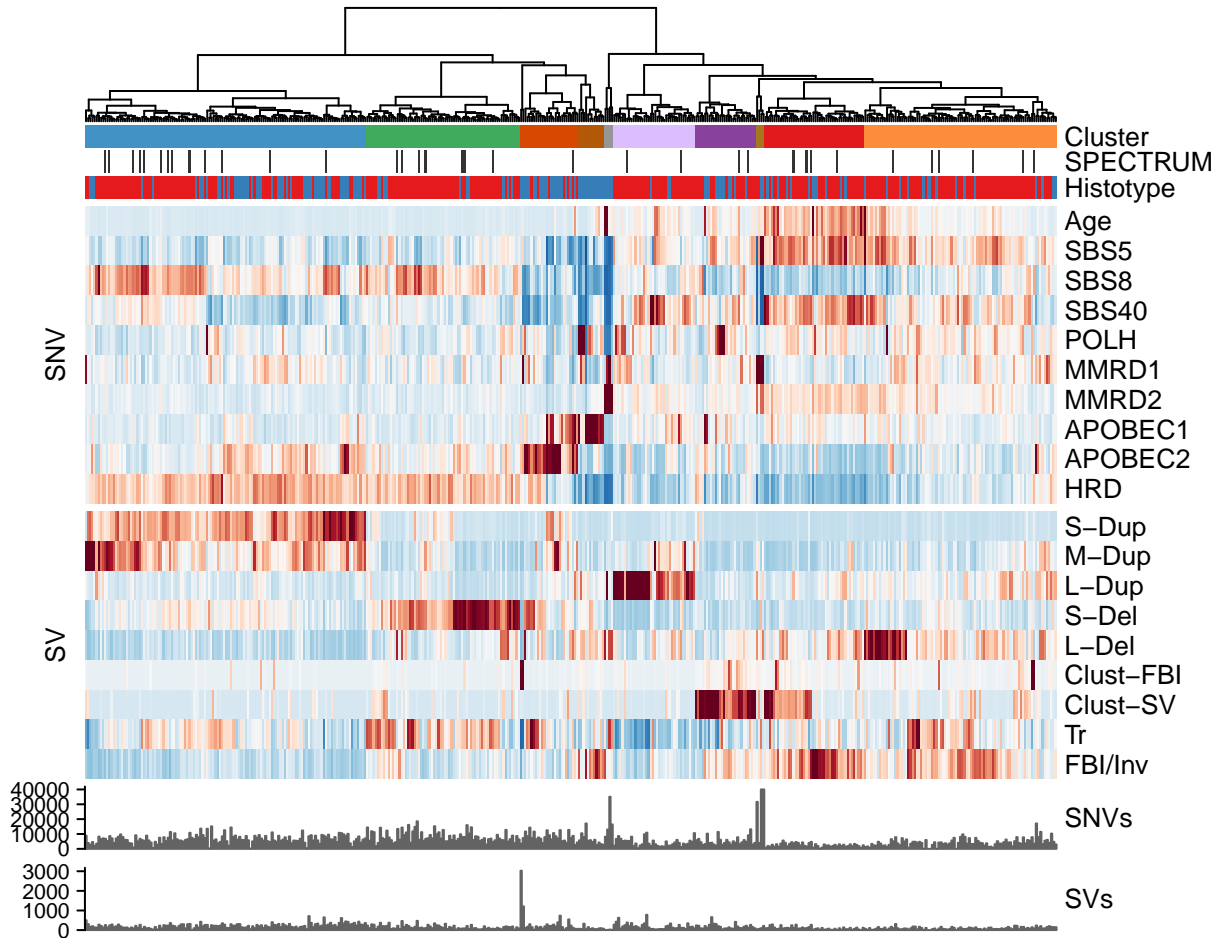 Cluster
SPECTRUM
Histotype
SNV
Age
SBS5
SBS8
SBS40
POLH
MMRD1
MMRD2
APOBEC1
APOBEC2
HRD
SV
S−Dup
M−Dup
L−Dup
S−Del
L−Del
Clust−FBI
Clust−SV
Tr
FBI/Inv
40000
30000
20000
10000
0
SNVs
3000
2000
1000
0
SVs